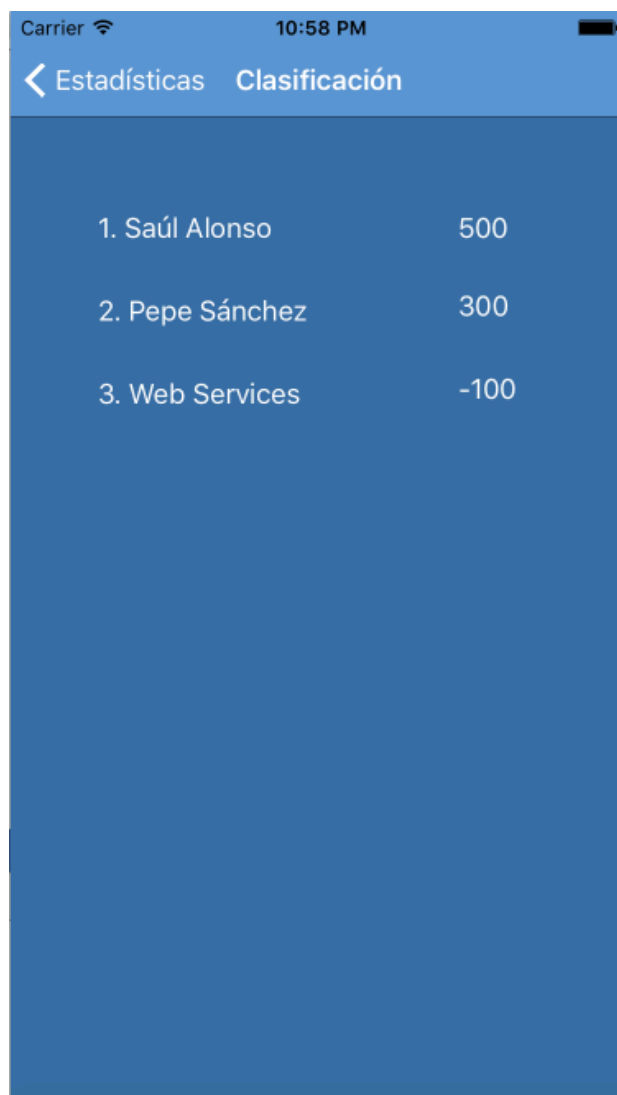 Carrier 10:58 PM
Estadísticas Clasificación
1. Saúl Alonso 500
2. Pepe Sánchez 300
3. Web Services -100